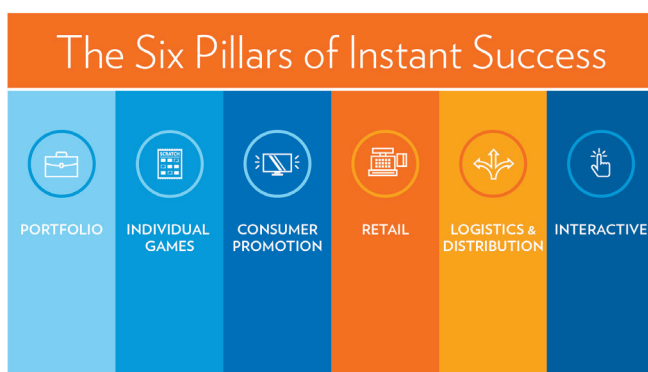 The Six Pillars of Instant Success
SCRATCH
PORTFOLIO
INDIVIDUAL
GAMES
CONSUMER
PROMOTION
RETAIL
LOGISTICS &
DISTRIBUTION
INTERACTIVE